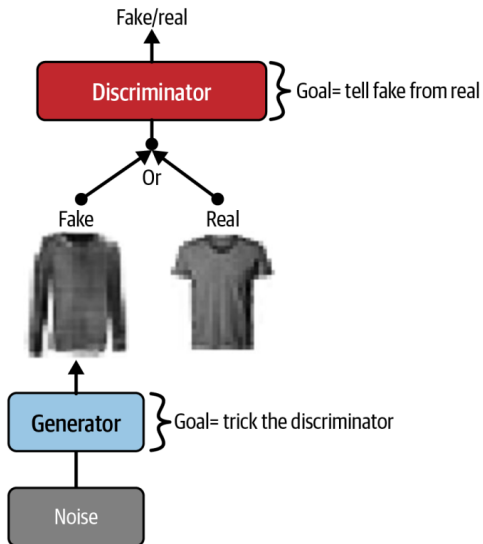 Fake/real
Discriminator
Goal= tell fake from real
Or
Fake
Real
Generator
Goal= trick the discriminator
Noise